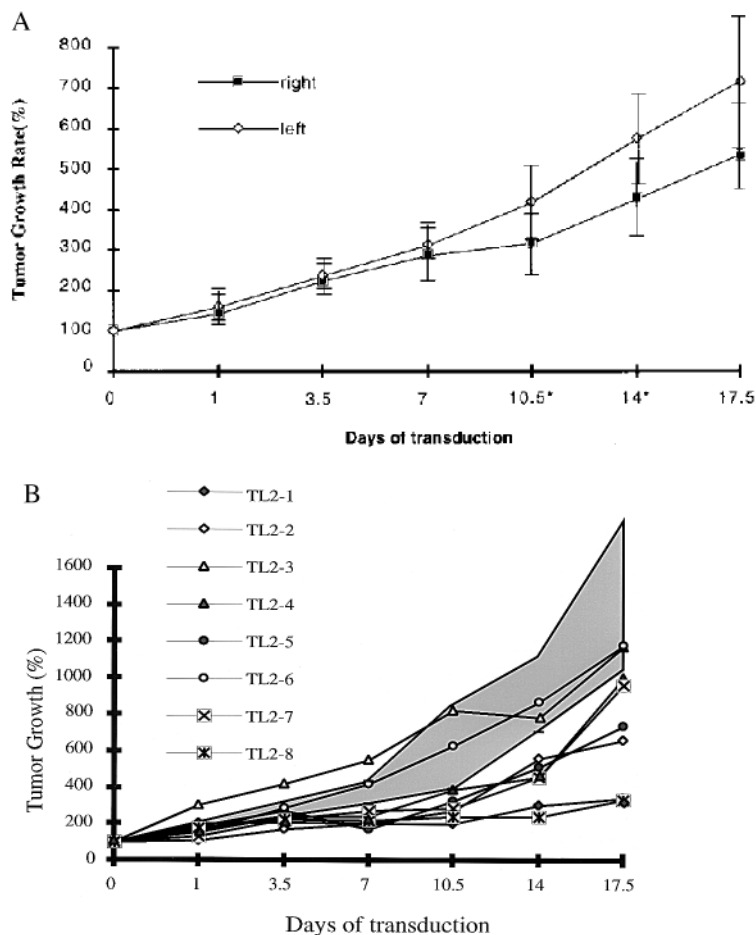 A
Tumor Growth Rate(%)
800
700
600
500
400
300
200
100
0
right
left
0
1
3.5
7
10.5*
14*
17.5
Days of transduction
B
Tumor Growth (%)
1600
1400
1200
1000
800
600
400
200
0
TL2-1
TL2-2
TL2-3
TL2-4
TL2-5
TL2-6
TL2-7
TL2-8
0
1
3.5
7
10.5
14
17.5
Days of transduction